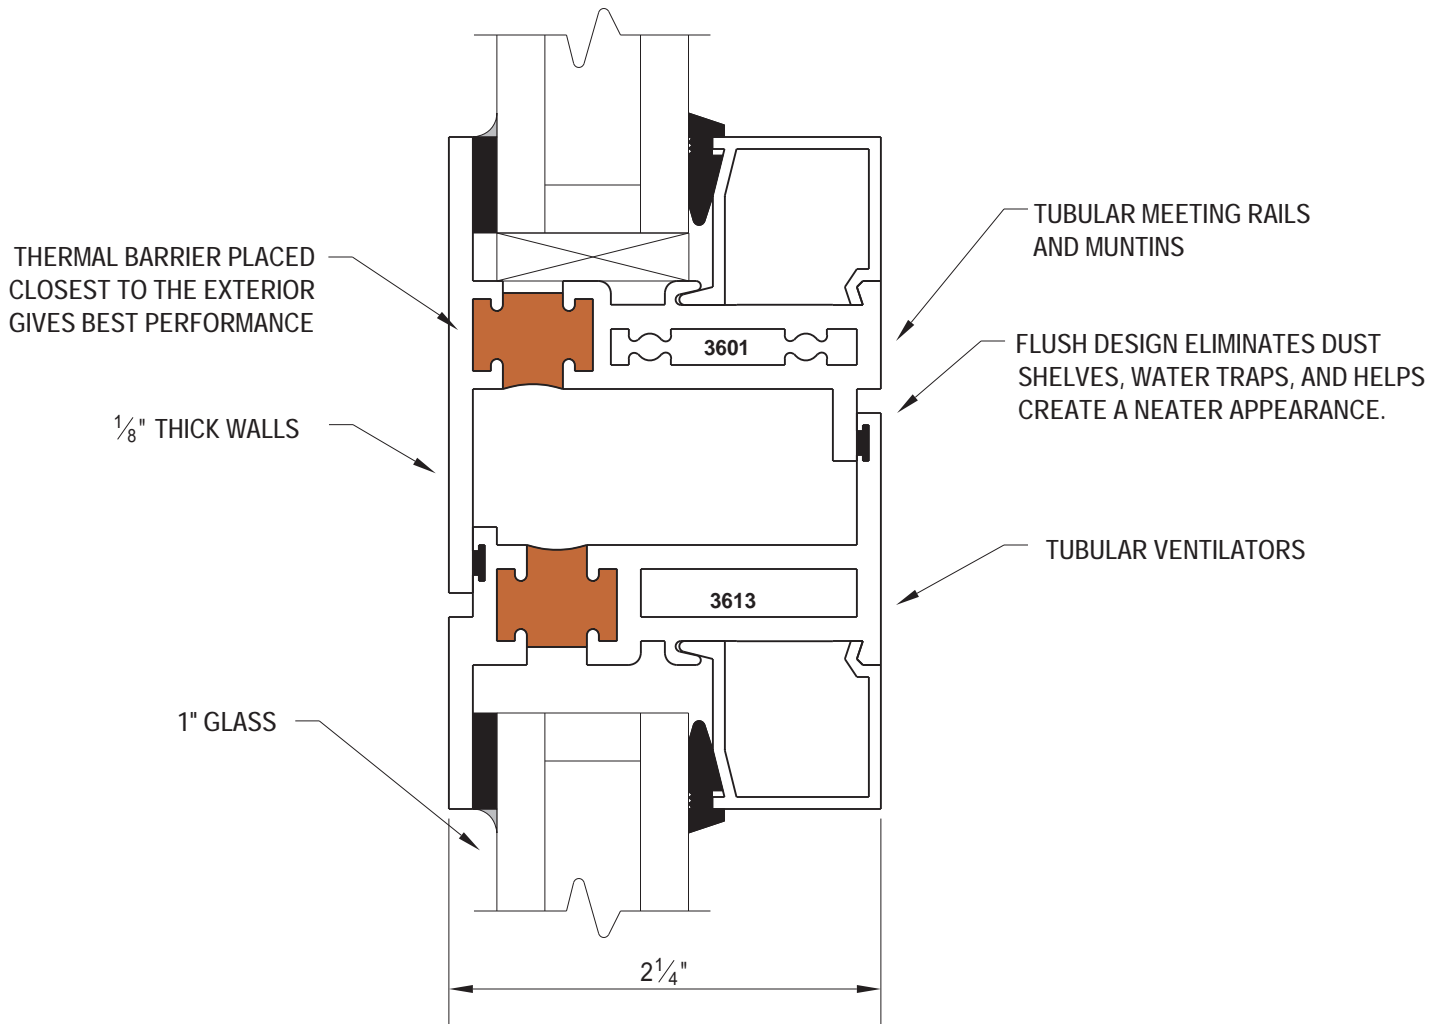 TUBULAR MEETING RAILS
AND MUNTINS
THERMAL BARRIER PLACED
CLOSEST TO THE EXTERIOR
GIVES BEST PERFORMANCE
3601
FLUSH DESIGN ELIMINATES DUST
SHELVES, WATER TRAPS, AND HELPS
CREATE A NEATER APPEARANCE.
1/8" THICK WALLS
TUBULAR VENTILATORS
3613
1" GLASS
2 1/4"